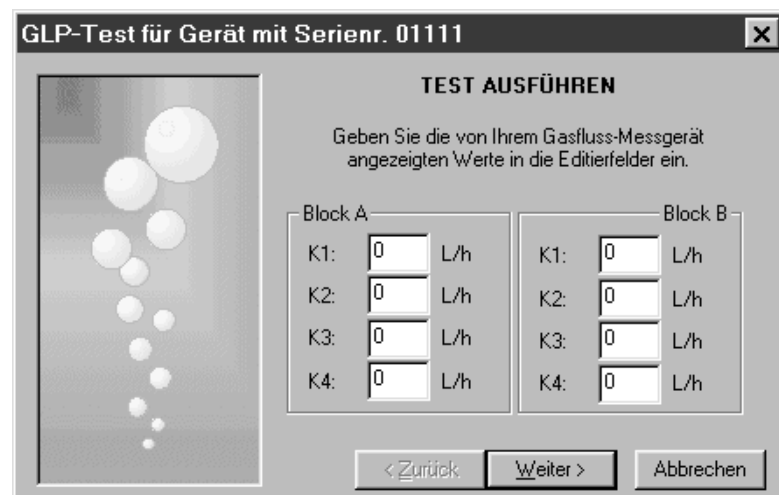 GLP-Test für Gerät mit Serienr. 01111
TEST AUSFÜHREN
Geben Sie die von Ihrem Gasfluss-Messgerät
angezeigten Werte in die Editierfelder ein.
Block A
K1: 0 L/h
K2: 0 L/h
K3: 0 L/h
K4: 0 L/h
Block B
K1: 0 L/h
K2: 0 L/h
K3: 0 L/h
K4: 0 L/h
< Zurück Weiter > Abbrechen